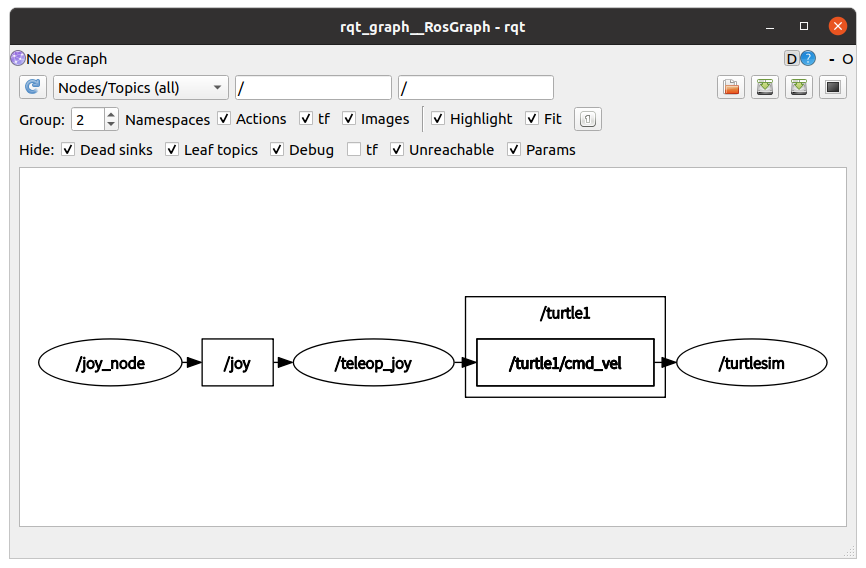 rqt_graph__RosGraph - rqt
Node Graph D ? - O
Nodes/Topics (all) / /
Group: 2 Namespaces Actions tf Images Highlight Fit
Hide: Dead sinks Leaf topics Debug tf Unreachable Params
/turtle1
/joy_node /joy /teleop_joy /turtle1/cmd_vel /turtlesim